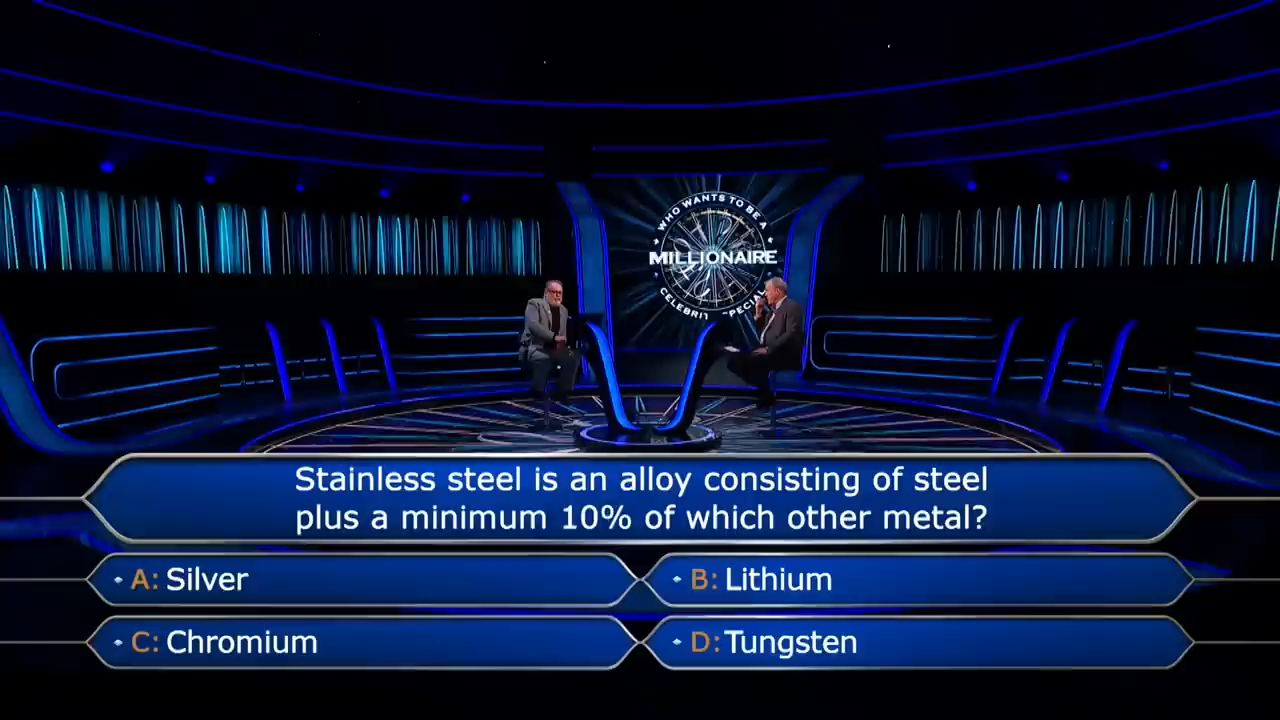 WHO WANTS TO BE A
MILLIONAIRE
Stainless steel is an alloy consisting of steel
plus a minimum 10% of which other metal?
A: Silver
B: Lithium
C: Chromium
D: Tungsten